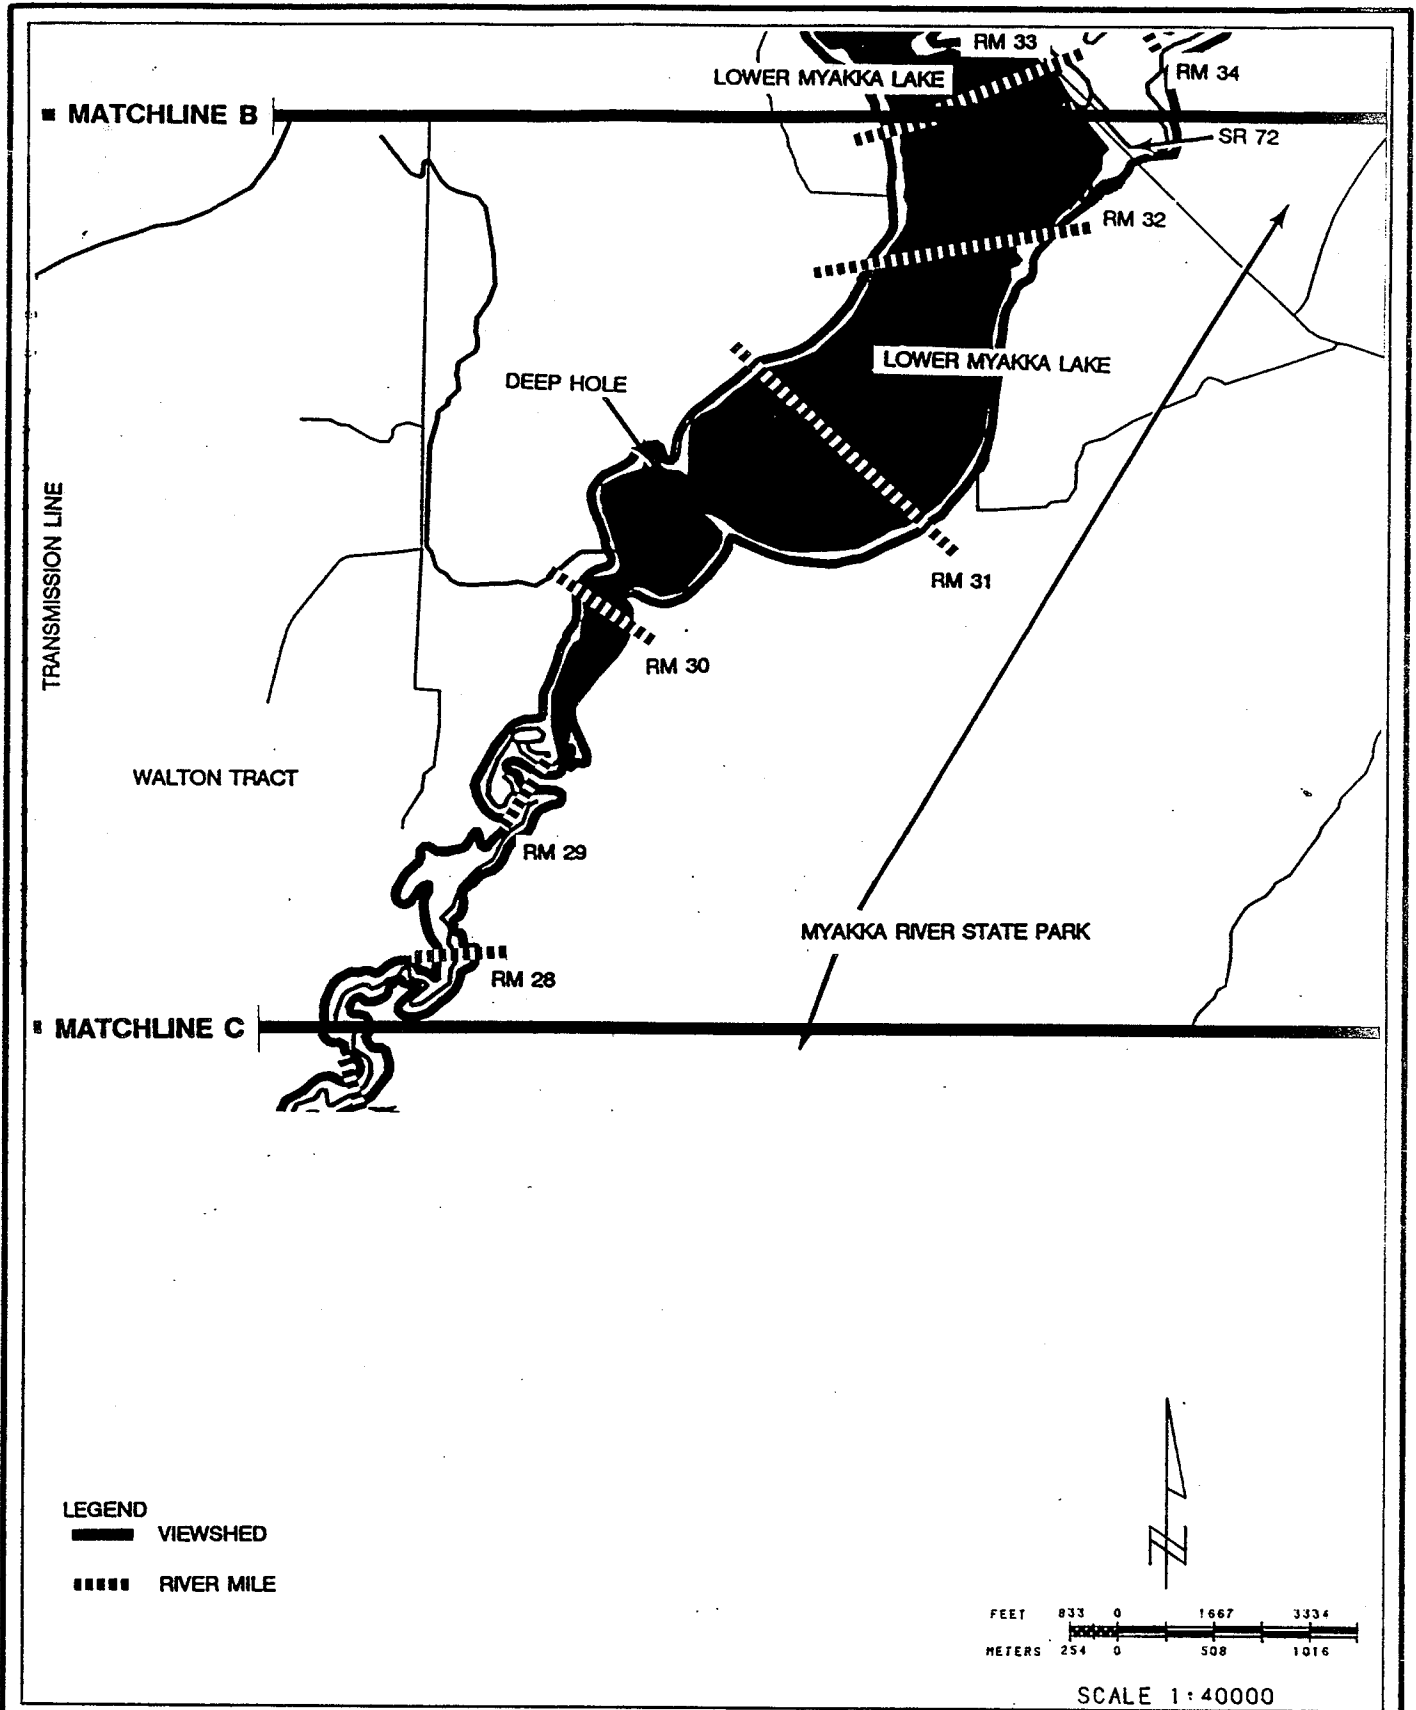 RM 33
LOWER MYAKKA LAKE
RM 34
MATCHLINE B
SR 72
RM 32
LOWER MYAKKA LAKE
DEEP HOLE
TRANSMISSION LINE
RM 31
RM 30
WALTON TRACT
RM 29
MYAKKA RIVER STATE PARK
RM 28
MATCHLINE C
LEGEND
VIEWSHED
RIVER MILE
N
FEET 833 0 1667 3334
METERS 254 0 508 1016
SCALE 1:40000